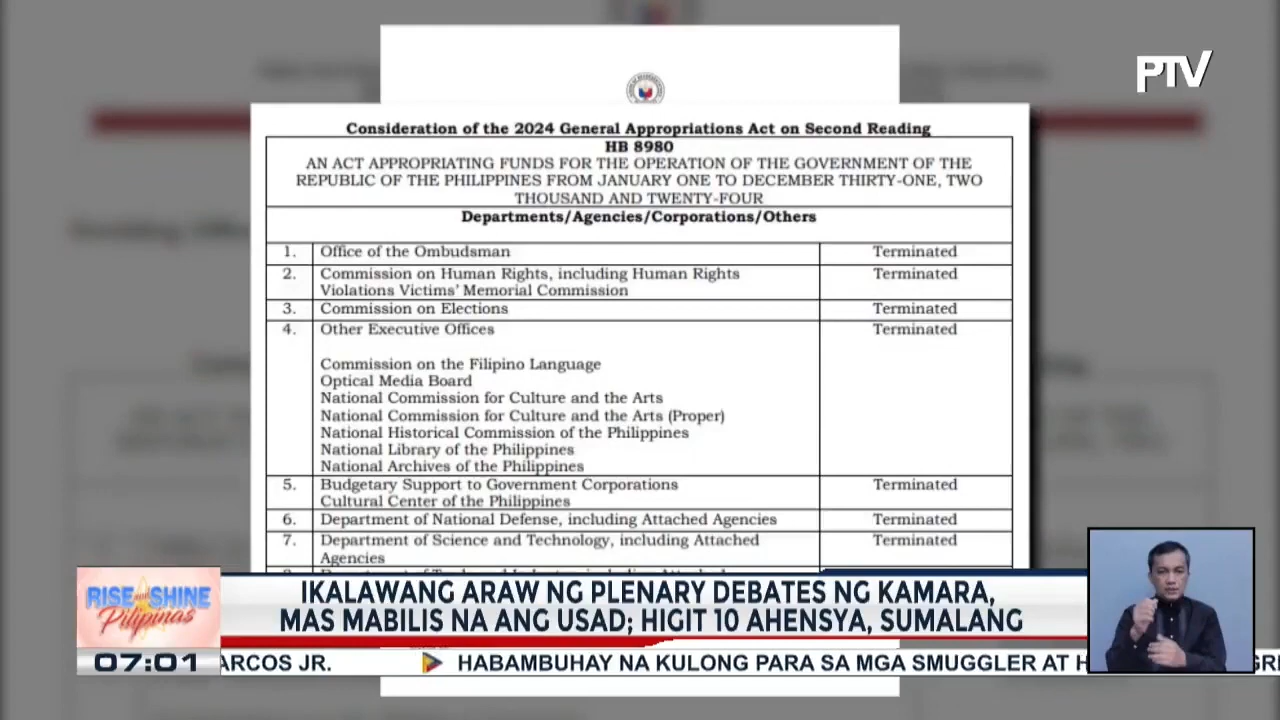 PTV
Consideration of the 2024 General Appropriations Act on Second Reading
HB 8980
AN ACT APPROPRIATING FUNDS FOR THE OPERATION OF THE GOVERNMENT OF THE
REPUBLIC OF THE PHILIPPINES FROM JANUARY ONE TO DECEMBER THIRTY-ONE, TWO
THOUSAND AND TWENTY-FOUR
Departments/Agencies/Corporations/Others
1. Office of the Ombudsman Terminated
2. Commission on Human Rights, including Human Rights Terminated
Violations Victims' Memorial Commission
3. Commission on Elections Terminated
4. Other Executive Offices Terminated
Commission on the Filipino Language
Optical Media Board
National Commission for Culture and the Arts
National Commission for Culture and the Arts (Proper)
National Historical Commission of the Philippines
National Library of the Philippines
National Archives of the Philippines
5. Budgetary Support to Government Corporations Terminated
Cultural Center of the Philippines
6. Department of National Defense, including Attached Agencies Terminated
7. Department of Science and Technology, including Attached Terminated
Agencies
RISE and SHINE
Pilipinas
IKALAWANG ARAW NG PLENARY DEBATES NG KAMARA,
MAS MABILIS NA ANG USAD; HIGIT 10 AHENSYA, SUMALANG
07:01
ARCOS JR. HABAMBUHAY NA KULONG PARA SA MGA SMUGGLER AT H